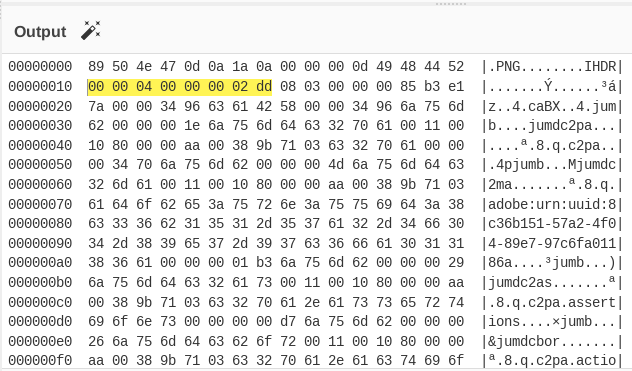 Output
00000000  89 50 4e 47 0d 0a 1a 0a 00 00 00 0d 49 48 44 52  |.PNG........IHDR|
00000010  00 00 04 00 00 00 02 dd 08 03 00 00 00 85 b3 e1  |.......Ý......³á|
00000020  7a 00 00 34 96 63 61 42 58 00 00 34 96 6a 75 6d  |z..4.caBX..4.jum|
00000030  62 00 00 00 1e 6a 75 6d 64 63 32 70 61 00 11 00  |b....jumdc2pa...|
00000040  10 80 00 00 aa 00 38 9b 71 03 63 32 70 61 00 00  |....ª.8.q.c2pa..|
00000050  00 34 70 6a 75 6d 62 00 00 00 4d 6a 75 6d 64 63  |.4pjumb...Mjumdc|
00000060  32 6d 61 00 11 00 10 80 00 00 aa 00 38 9b 71 03  |2ma.......ª.8.q.|
00000070  61 64 6f 62 65 3a 75 72 6e 3a 75 75 69 64 3a 38  |adobe:urn:uuid:8|
00000080  63 33 36 62 31 35 31 2d 35 37 61 32 2d 34 66 30  |c36b151-57a2-4f0|
00000090  34 2d 38 39 65 37 2d 39 37 63 36 66 61 30 31 31  |4-89e7-97c6fa011|
000000a0  38 36 61 00 00 00 01 b3 6a 75 6d 62 00 00 00 29  |86a....³jumb...)|
000000b0  6a 75 6d 64 63 32 61 73 00 11 00 10 80 00 00 aa  |jumdc2as.......ª|
000000c0  00 38 9b 71 03 63 32 70 61 2e 61 73 73 65 72 74  |.8.q.c2pa.assert|
000000d0  69 6f 6e 73 00 00 00 00 d7 6a 75 6d 62 00 00 00  |ions....×jumb...|
000000e0  26 6a 75 6d 64 63 62 6f 72 00 11 00 10 80 00 00  |&jumdcbor.......|
000000f0  aa 00 38 9b 71 03 63 32 70 61 2e 61 63 74 69 6f  |ª.8.q.c2pa.actio|